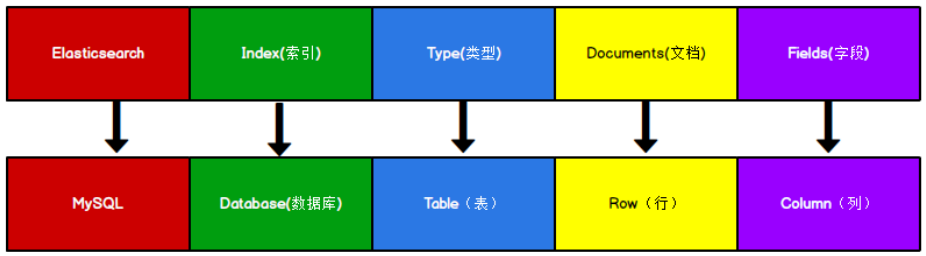 Elasticsearch
Index(索引)
Type(类型)
Documents(文档)
Fields(字段)
MySQL
Database(数据库)
Table（表）
Row（行）
Column（列）